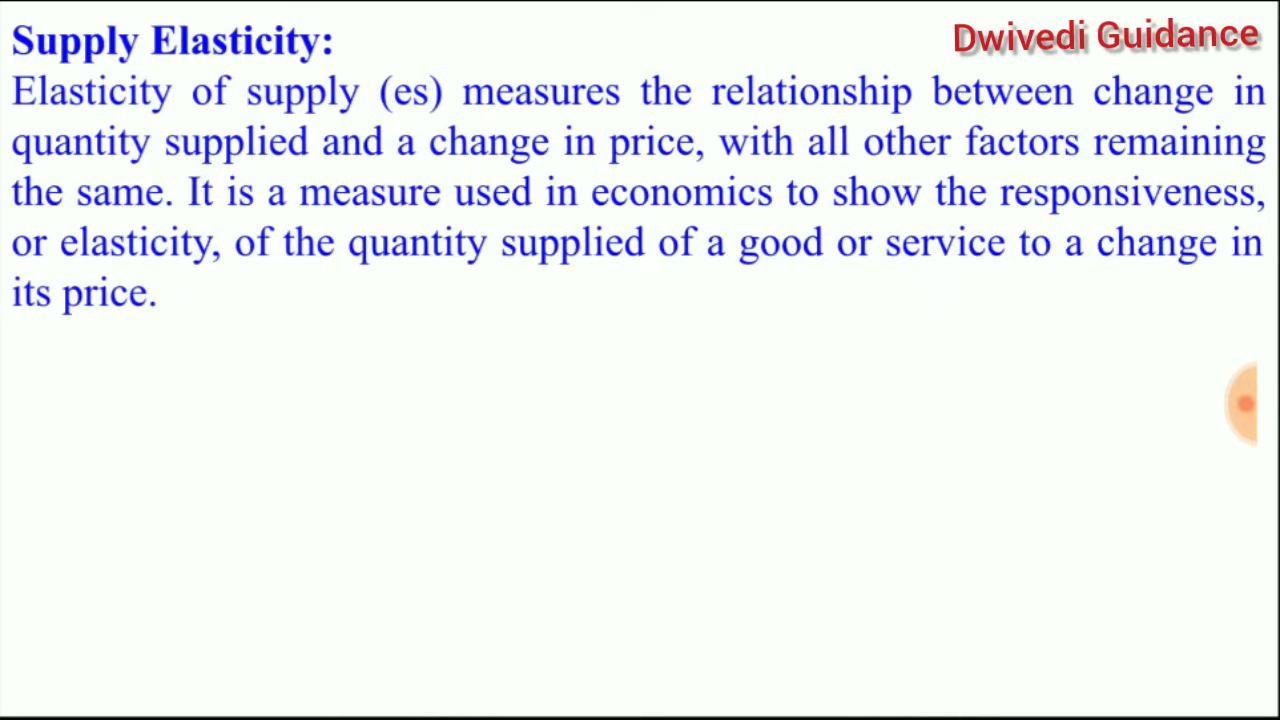 Supply Elasticity:
Dwivedi Guidance
Elasticity of supply (es) measures the relationship between change in
quantity supplied and a change in price, with all other factors remaining
the same. It is a measure used in economics to show the responsiveness,
or elasticity, of the quantity supplied of a good or service to a change in
its price.